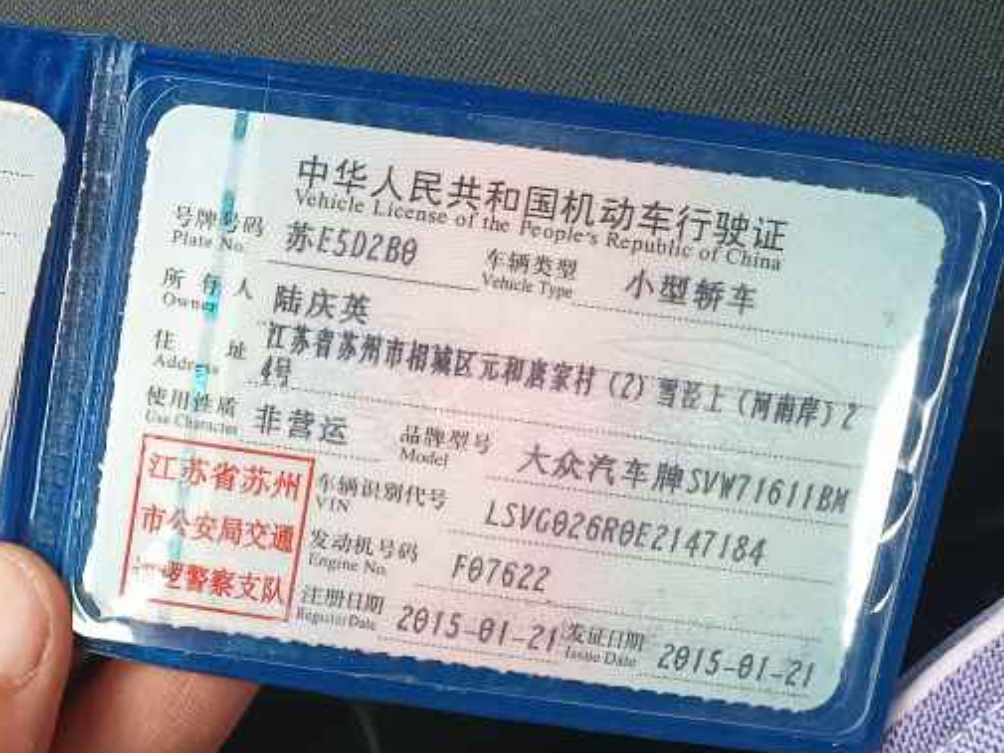 中华人民共和国机动车行驶证
Vehicle License of the People's Republic of China
号牌号码 苏E5D2B0 车辆类型 小型轿车
Plate No. Vehicle Type
所有人 陆庆英
Owner
住址 江苏省苏州市相城区元和唐家村(2)雪泾上(河南岸)2
Address 4号
使用性质 非营运 品牌型号 大众汽车牌SVW71611BM
Use Character Model
江苏省苏州 车辆识别代号 LSVG026R0E2147184
VIN
市公安局交通 发动机号码 F07622
Engine No.
警察支队 注册日期 2015-01-21 发证日期 2015-01-21
Register Date Issue Date